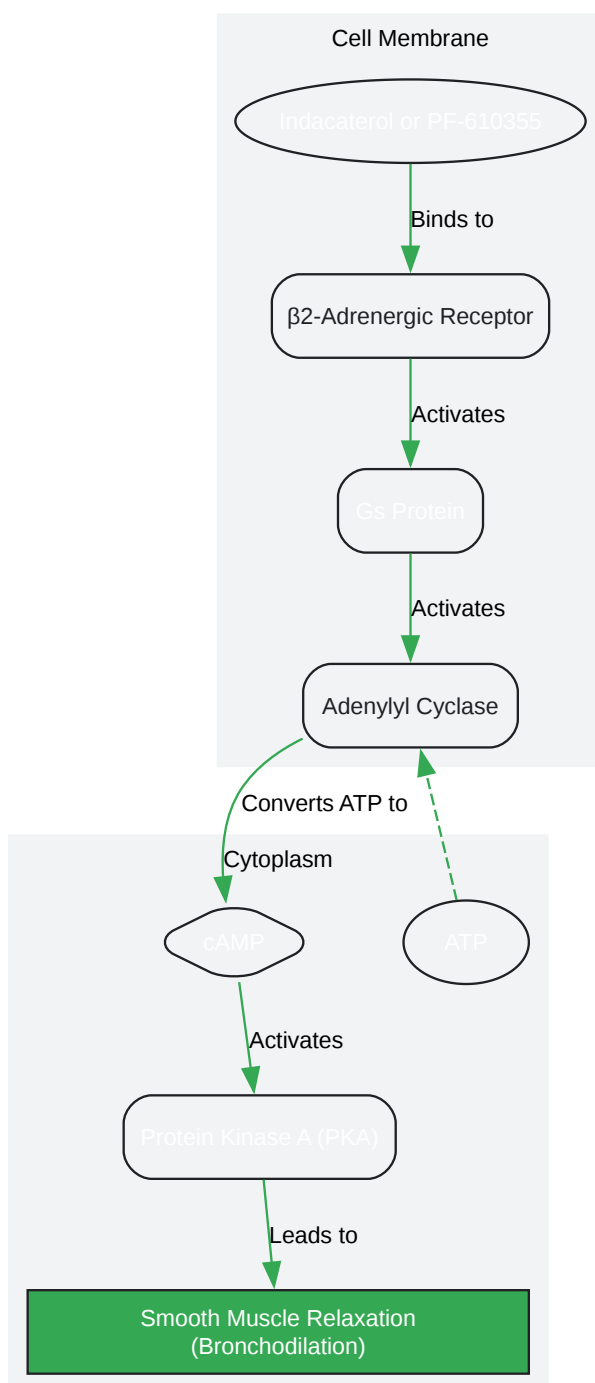 Cell Membrane
Indacaterol or PF-610355
Binds to
β2-Adrenergic Receptor
Activates
Gs Protein
Activates
Adenylyl Cyclase
Converts ATP to
Cytoplasm
cAMP
ATP
Activates
Protein Kinase A (PKA)
Leads to
Smooth Muscle Relaxation
(Bronchodilation)